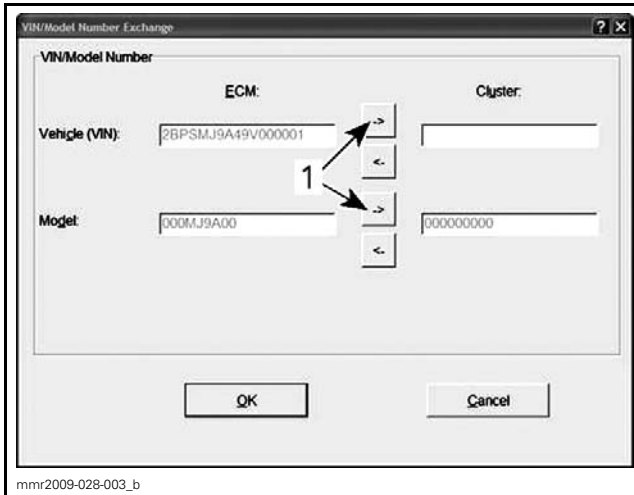 VIN/Model Number Exchange
VIN/Model Number
ECM:
Cluster:
Vehicle (VIN):
2BPSMJ9A49V000001
->
<-
1
Model:
000MJ9A00
->
000000000
<-
OK
Cancel
mmr2009-028-003_b